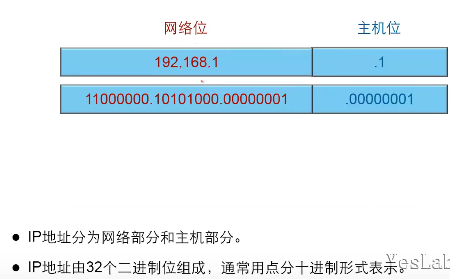 网络位 主机位
192.168.1 .1
11000000.10101000.00000001 .00000001
● IP地址分为网络部分和主机部分。
● IP地址由32个二进制位组成，通常用点分十进制形式表示。
YesLab